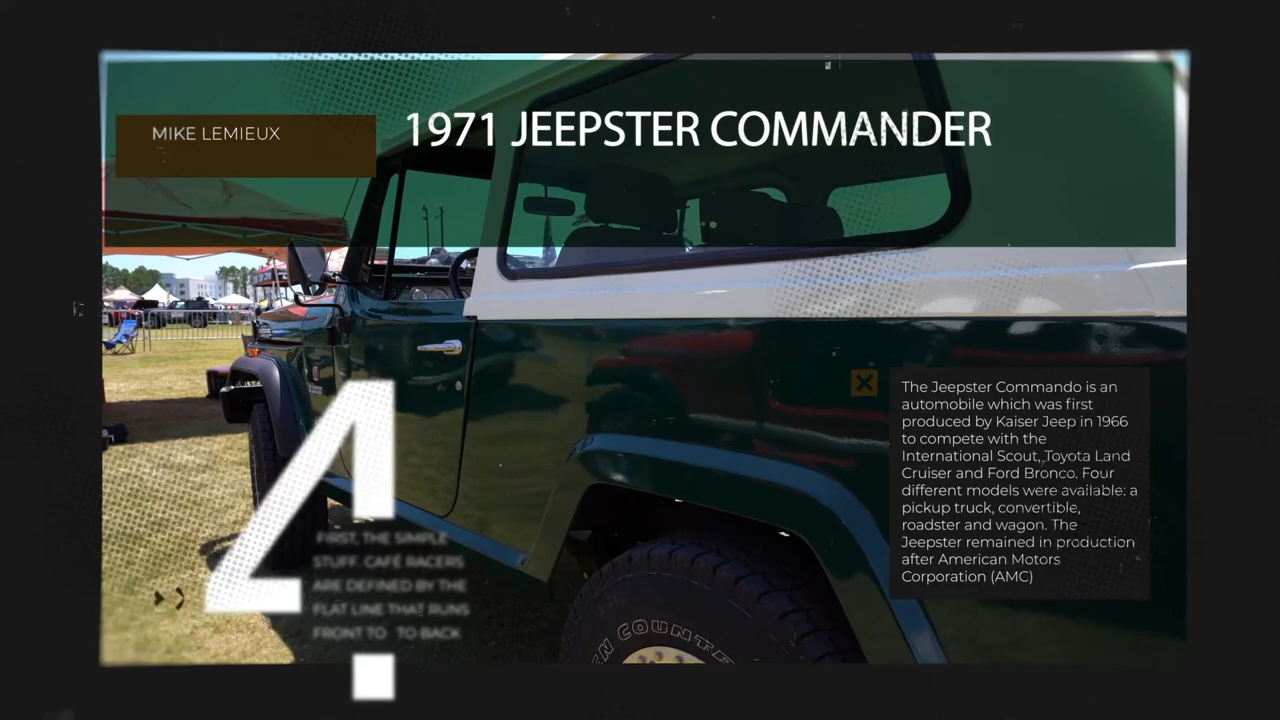 MIKE LEMIEUX
1971 JEEPSTER COMMANDER
The Jeepster Commando is an
automobile which was first
produced by Kaiser Jeep in 1966
to compete with the
International Scout, Toyota Land
Cruiser and Ford Bronco. Four
different models were available: a
pickup truck, convertible,
roadster and wagon. The
Jeepster remained in production
after American Motors
Corporation (AMC)
4
FIRST, THE SIMPLE
STUFF. CAFÉ RACERS
ARE DEFINED BY THE
FLAT LINE THAT RUNS
FRONT TO TO BACK
COUNT